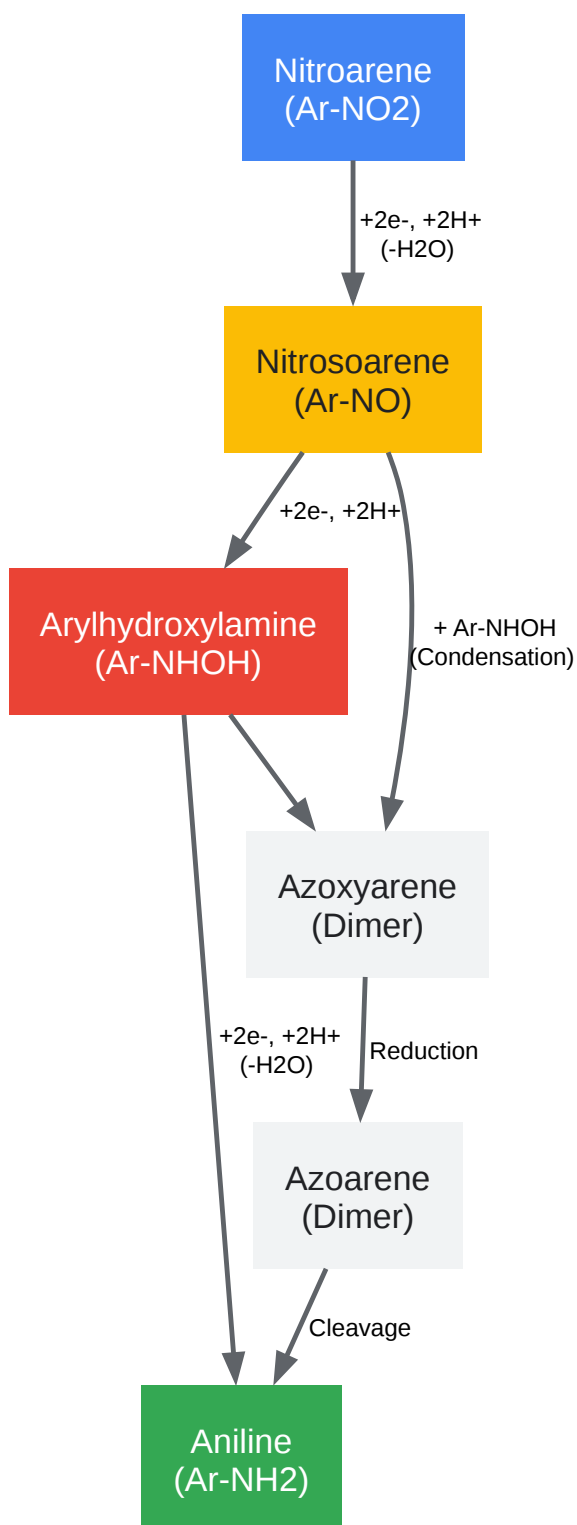 Nitroarene
(Ar-NO2)
+2e-, +2H+
(-H2O)
Nitrosoarene
(Ar-NO)
+2e-, +2H+
Arylhydroxylamine
(Ar-NHOH)
+ Ar-NHOH
(Condensation)
Azoxyarene
(Dimer)
+2e-, +2H+
(-H2O)
Reduction
Azoarene
(Dimer)
Cleavage
Aniline
(Ar-NH2)